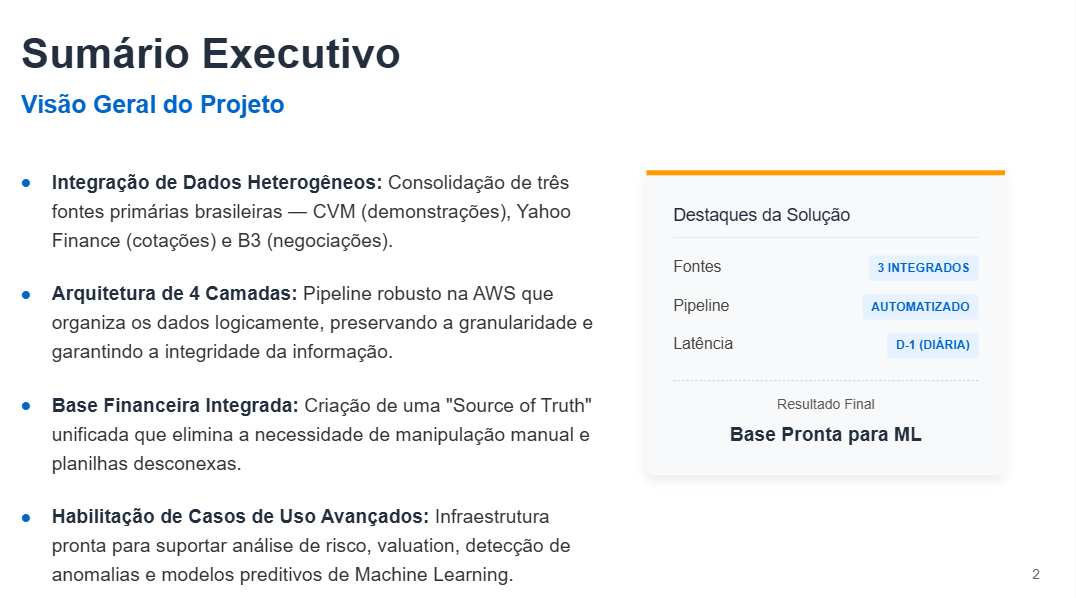 Sumário Executivo
Visão Geral do Projeto
Integração de Dados Heterogêneos: Consolidação de três
fontes primárias brasileiras — CVM (demonstrações), Yahoo
Finance (cotações) e B3 (negociações).
Arquitetura de 4 Camadas: Pipeline robusto na AWS que
organiza os dados logicamente, preservando a granularidade e
garantindo a integridade da informação.
Base Financeira Integrada: Criação de uma "Source of Truth"
unificada que elimina a necessidade de manipulação manual e
planilhas desconexas.
Habilitação de Casos de Uso Avançados: Infraestrutura
pronta para suportar análise de risco, valuation, detecção de
anomalias e modelos preditivos de Machine Learning.
Destaques da Solução
Fontes 3 INTEGRADOS
Pipeline AUTOMATIZADO
Latência D-1 (DIÁRIA)
Resultado Final
Base Pronta para ML
2